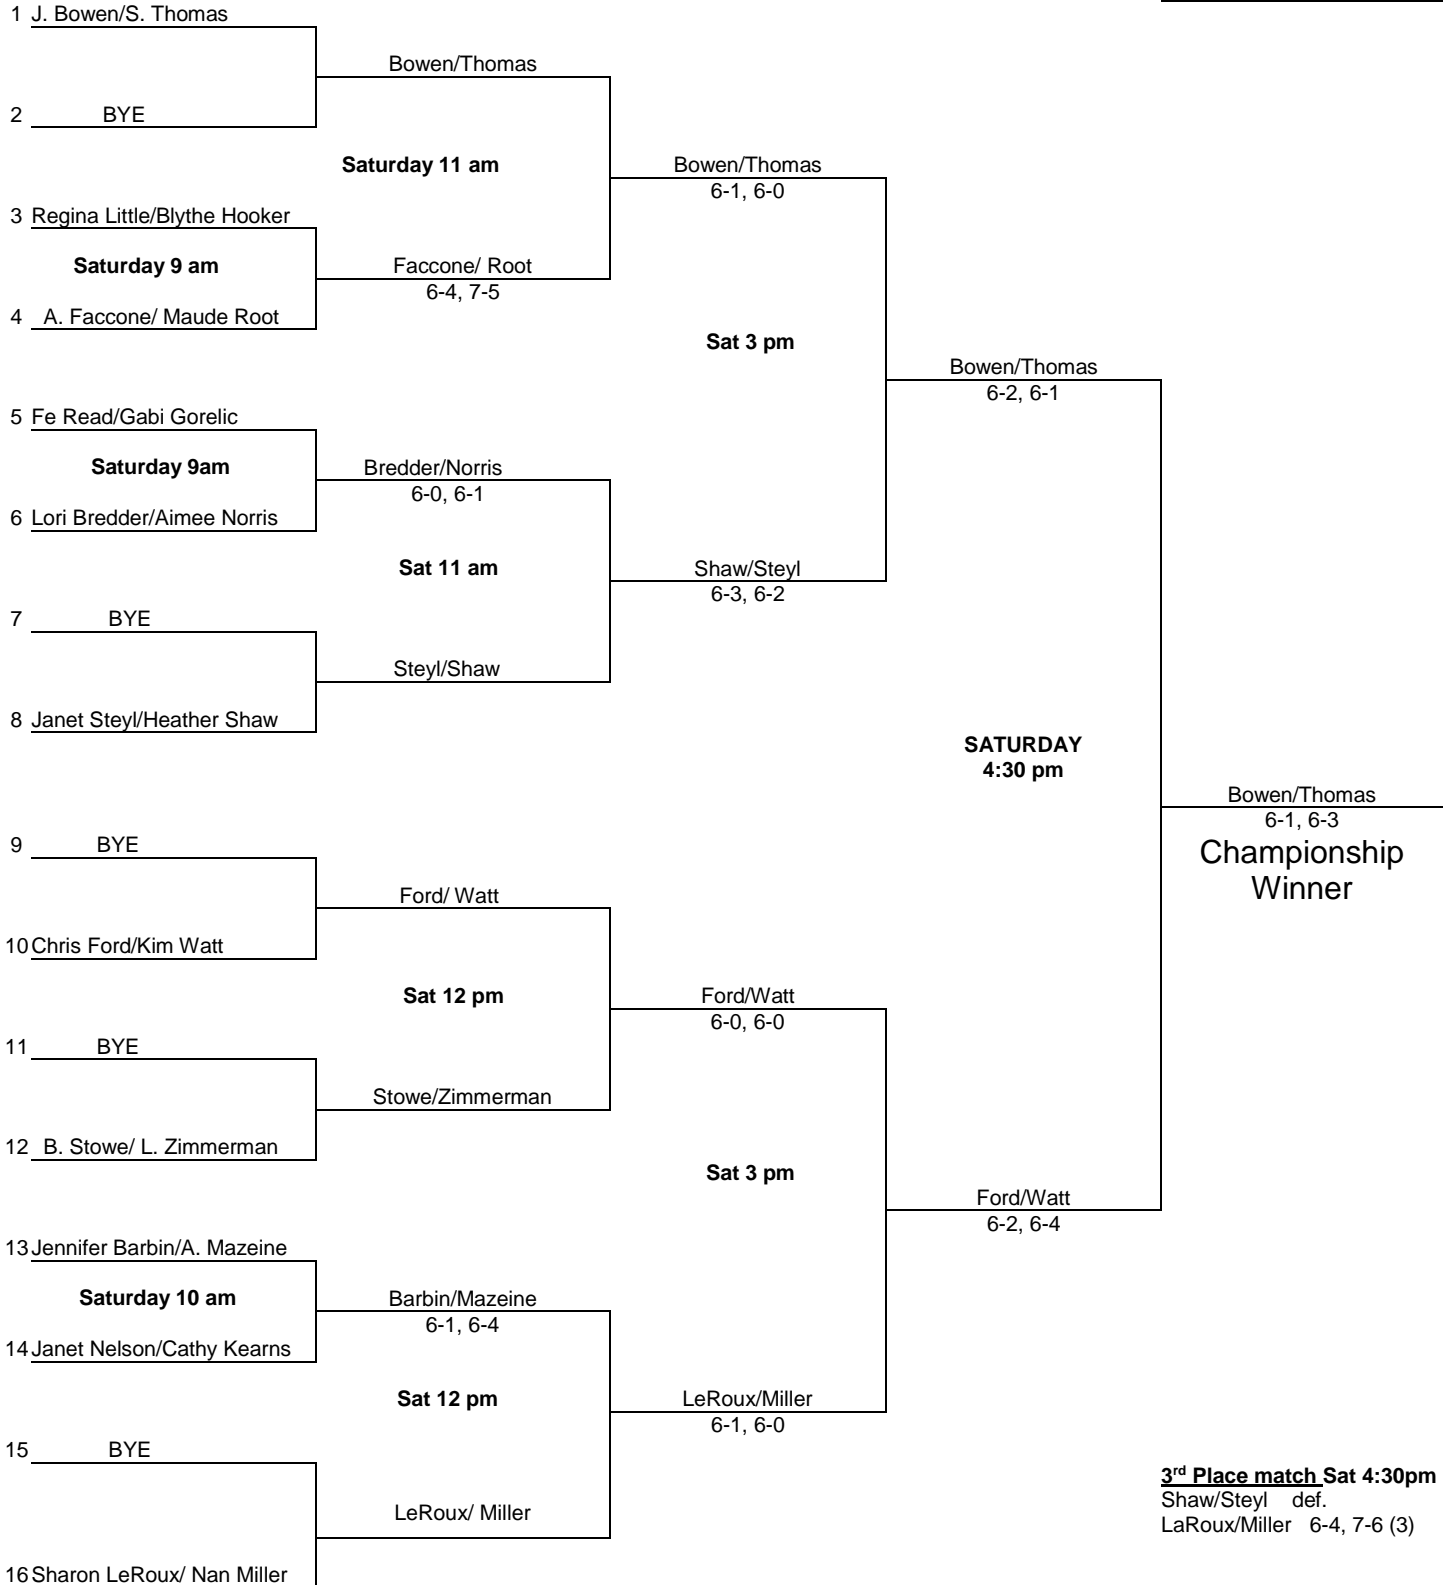 1 J. Bowen/S. Thomas
Bowen/Thomas
2 BYE
Saturday 11 am
Bowen/Thomas
6-1, 6-0
3 Regina Little/Blythe Hooker
Saturday 9 am
Faccone/ Root
6-4, 7-5
4 A. Faccone/ Maude Root
Sat 3 pm
Bowen/Thomas
6-2, 6-1
5 Fe Read/Gabi Gorelic
Saturday 9am
Bredder/Norris
6-0, 6-1
6 Lori Bredder/Aimee Norris
Sat 11 am
Shaw/Steyl
6-3, 6-2
7 BYE
Steyl/Shaw
8 Janet Steyl/Heather Shaw
SATURDAY
4:30 pm
Bowen/Thomas
6-1, 6-3
Championship
Winner
9 BYE
Ford/ Watt
10 Chris Ford/Kim Watt
Sat 12 pm
Ford/Watt
6-0, 6-0
11 BYE
Stowe/Zimmerman
12 B. Stowe/ L. Zimmerman
Sat 3 pm
Ford/Watt
6-2, 6-4
13 Jennifer Barbin/A. Mazeine
Saturday 10 am
Barbin/Mazeine
6-1, 6-4
14 Janet Nelson/Cathy Kearns
Sat 12 pm
LeRoux/Miller
6-1, 6-0
15 BYE
LeRoux/ Miller
16 Sharon LeRoux/ Nan Miller
3rd Place match Sat 4:30pm
Shaw/Steyl def.
LaRoux/Miller 6-4, 7-6 (3)